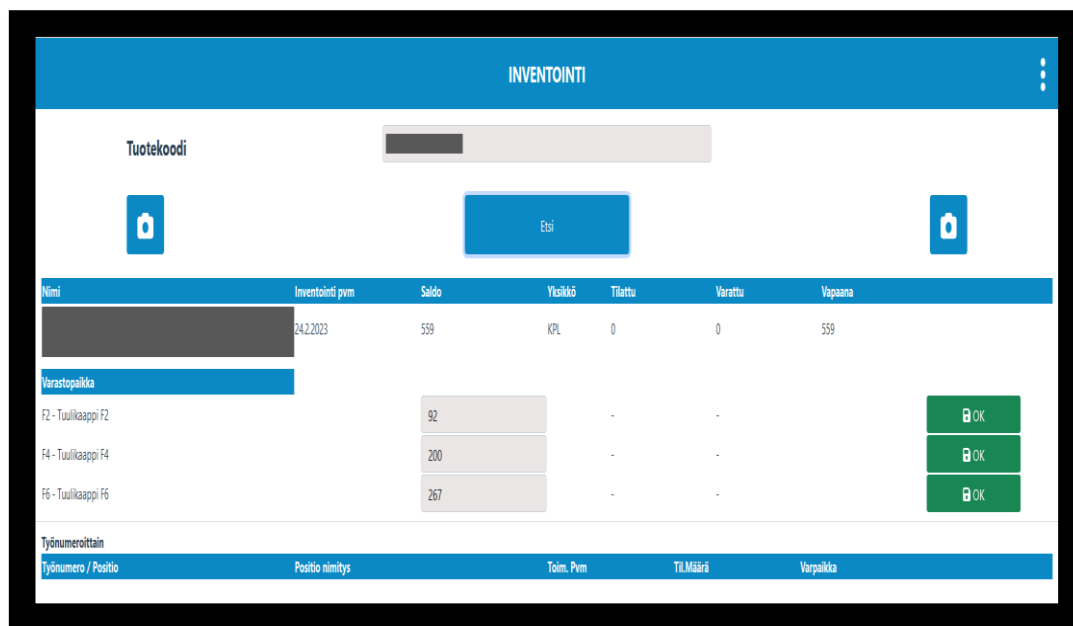 INVENTOINTI
Tuotekoodi
Etsi
Nimi Inventointi pvm Saldo Yksikkö Tilattu Varattu Vapaana
24.2.2023 559 KPL 0 0 559
Varastopaikka
F2 - Tuulikaappi F2 92 - - OK
F4 - Tuulikaappi F4 200 - - OK
F6 - Tuulikaappi F6 267 - - OK
Työnumeroittain
Työnumero / Positio Positio nimitys Toim. Pvm Til.Määrä Varpaikka